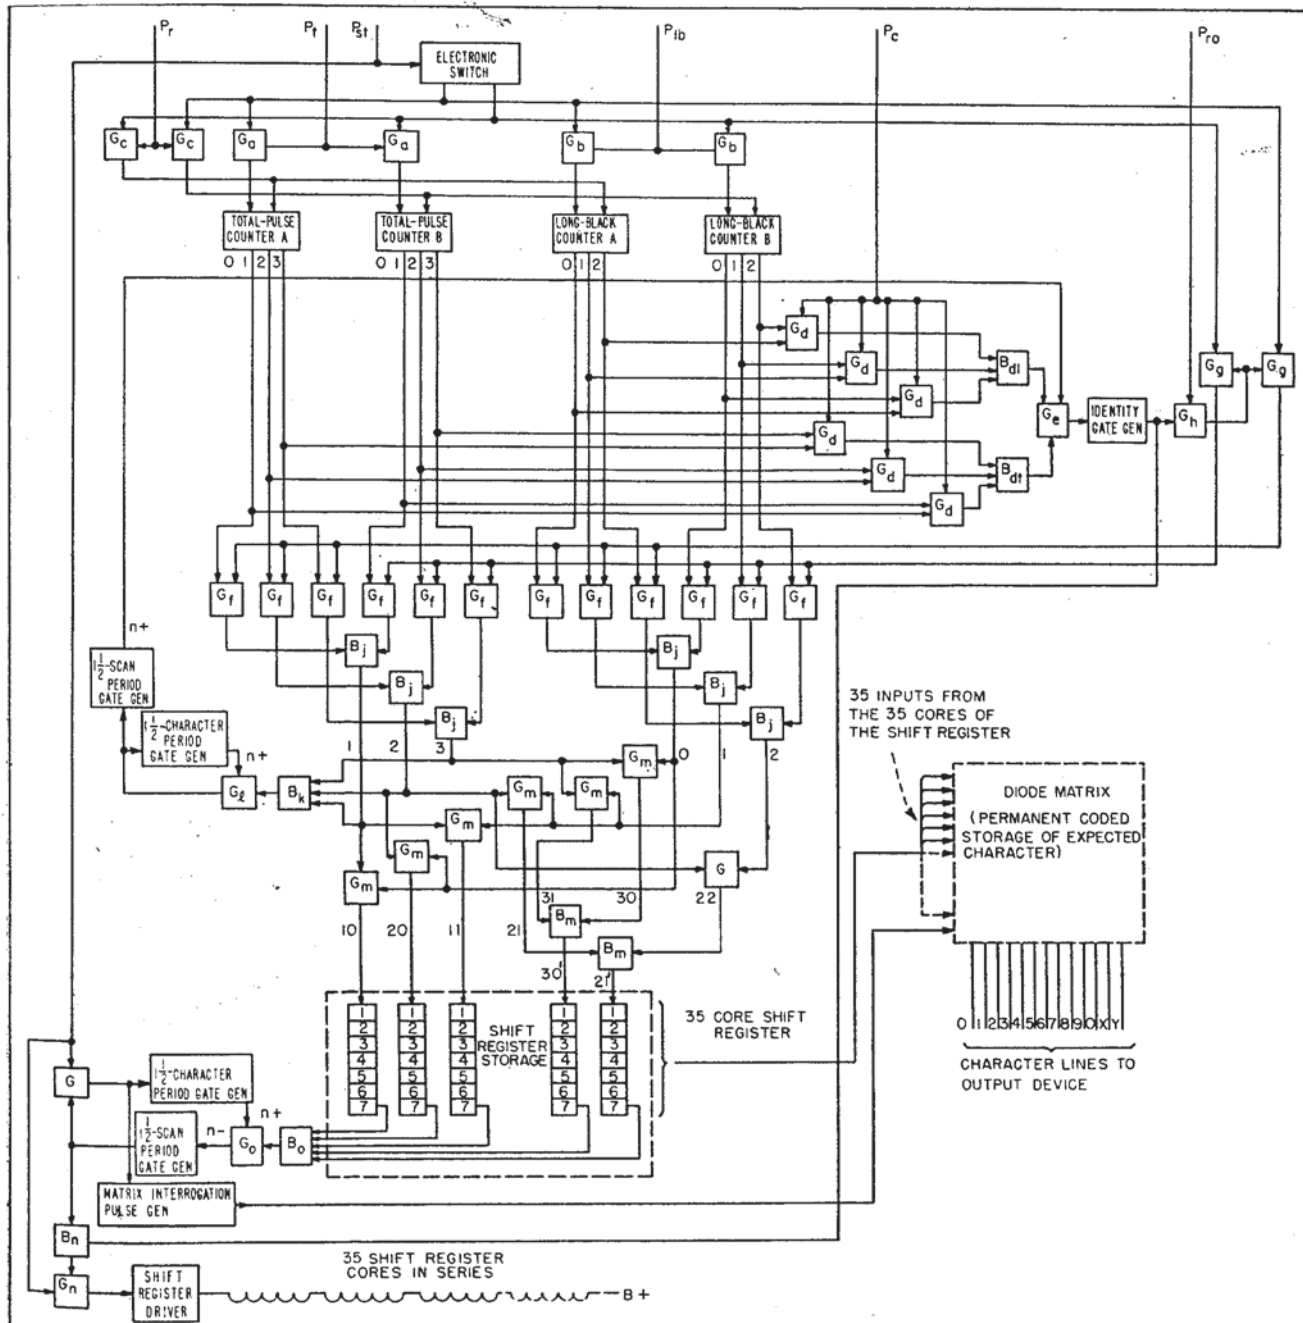 Pr Pt Pst Plb Pc Pro
ELECTRONIC
SWITCH
Gc Gc Ga Ga Gb Gb
TOTAL-PULSE
COUNTER A
TOTAL-PULSE
COUNTER B
LONG-BLACK
COUNTER A
LONG-BLACK
COUNTER B
0 1 2 3
0 1 2 3
0 1 2
0 1 2
Gd
Gd
Gd
Bdl
Gg Gg
Ge
IDENTITY
GATE GEN
Gh
Gd
Gd
Gd
Bdt
Gf Gf Gf Gf Gf Gf Gf Gf Gf Gf Gf Gf
n+
Bj Bj
Bj Bj
Bj Bj
1½-SCAN
PERIOD
GATE GEN
1½-CHARACTER
PERIOD
GATE GEN
n+
1 2 3 0 1 2
Gℓ Bk Gm Gm Gm
Gm
Gm
Gm
G
10 20 11 21 31 30 22
Bm
Bm
30' 21'
35 INPUTS FROM
THE 35 CORES OF
THE SHIFT REGISTER
DIODE MATRIX
(PERMANENT CODED
STORAGE OF EXPECTED
CHARACTER)
0 1 2 3 4 5 6 7 8 9 0 X Y
CHARACTER LINES TO
OUTPUT DEVICE
1 1 1 1 1
2 2 2 2 2
3 3 3 3 3
4 4 4 4 4
5 5 5 5 5
6 6 6 6 6
7 7 7 7 7
SHIFT
REGISTER
STORAGE
35 CORE SHIFT
REGISTER
G
1½-CHARACTER
PERIOD GATE GEN
n+
1½-SCAN
PERIOD
GATE GEN
n-
Go Bo
MATRIX INTERROGATION
PULSE GEN
Bn
Gn
SHIFT
REGISTER
DRIVER
35 SHIFT REGISTER
CORES IN SERIES
B+